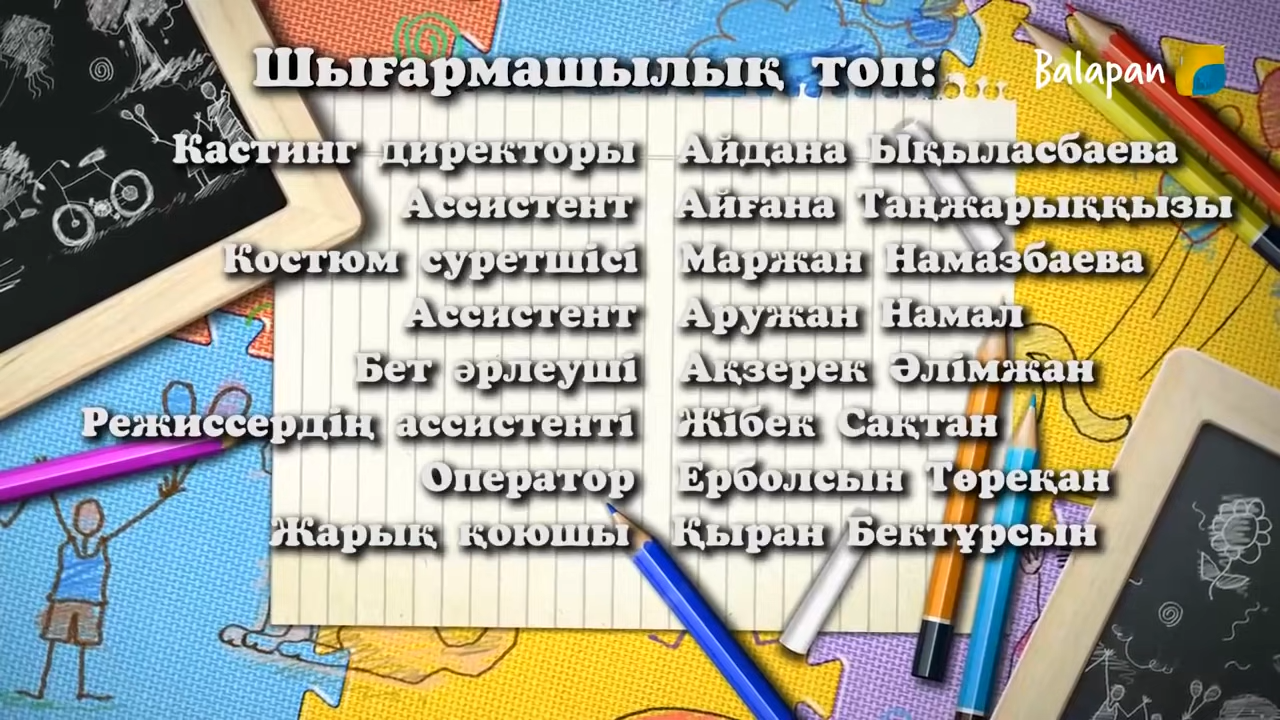 Balapan
Шығармашылық топ:
Кастинг директоры Айдана Ықыласбаева
Ассистент Айғана Таңжарыққызы
Костюм суретшісі Маржан Намазбаева
Ассистент Аружан Намал
Бет әрлеуші Ақзерек Әлімжан
Режиссердің ассистенті Жібек Сақтан
Оператор Ерболсын Төреқан
Жарық қоюшы Қыран Бектұрсын